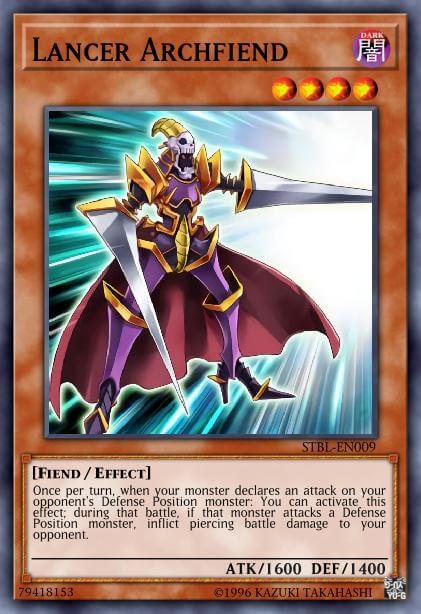 LANCER ARCHFIEND
DARK
闇
STBL-EN009
[FIEND / EFFECT]
Once per turn, when your monster declares an attack on your
opponent's Defense Position monster: You can activate this
effect; during that battle, if that monster attacks a Defense
Position monster, inflict piercing battle damage to your
opponent.
ATK/1600 DEF/1400
79418153
©1996 KAZUKI TAKAHASHI